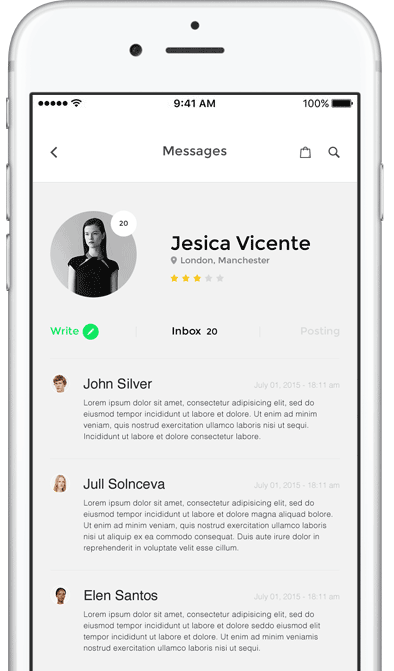 9:41 AM
100%
Messages
20
Jesica Vicente
London, Manchester
Write
Inbox 20
Posting
John Silver
July 01, 2015 - 18:11 am
Lorem ipsum dolor sit amet, consectetur adipisicing elit, sed do
eiusmod tempor incididunt ut labore et dolore. Ut enim ad minim
veniam, quis nostrud exercitation ullamco laboris nisi ut sequi.
Incididunt ut labore et dolore consectetur labore.
Jull Solnceva
July 01, 2015 - 18:11 am
Lorem ipsum dolor sit amet, consectetur adipisicing elit, sed do
eiusmod tempor incididunt ut labore et dolore magna aliquad bolore.
Ut enim ad minim veniam, quis nostrud exercitation ullamco laboris
nisi ut aliquip ex ea commodo consequat. Duis aute irure dolor in
reprehenderit in voluptate velit esse cillum.
Elen Santos
July 01, 2015 - 18:11 am
Lorem ipsum dolor sit amet, consectetur adipisicing elit, sed do
eiusmod tempor incididunt ut labore et dolore seddo eiusmod elit
tempor incididunt ut labore et dolore. Ut enim ad minim veniam,
quis nostrud exercitation ullamco laboris nisi ut sequi.